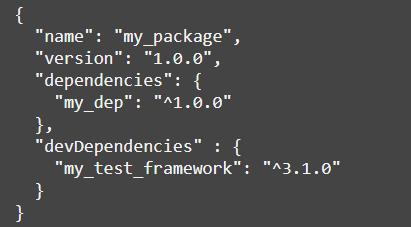 {
  "name": "my_package",
  "version": "1.0.0",
  "dependencies": {
    "my_dep": "^1.0.0"
  },
  "devDependencies" : {
    "my_test_framework": "^3.1.0"
  }
}